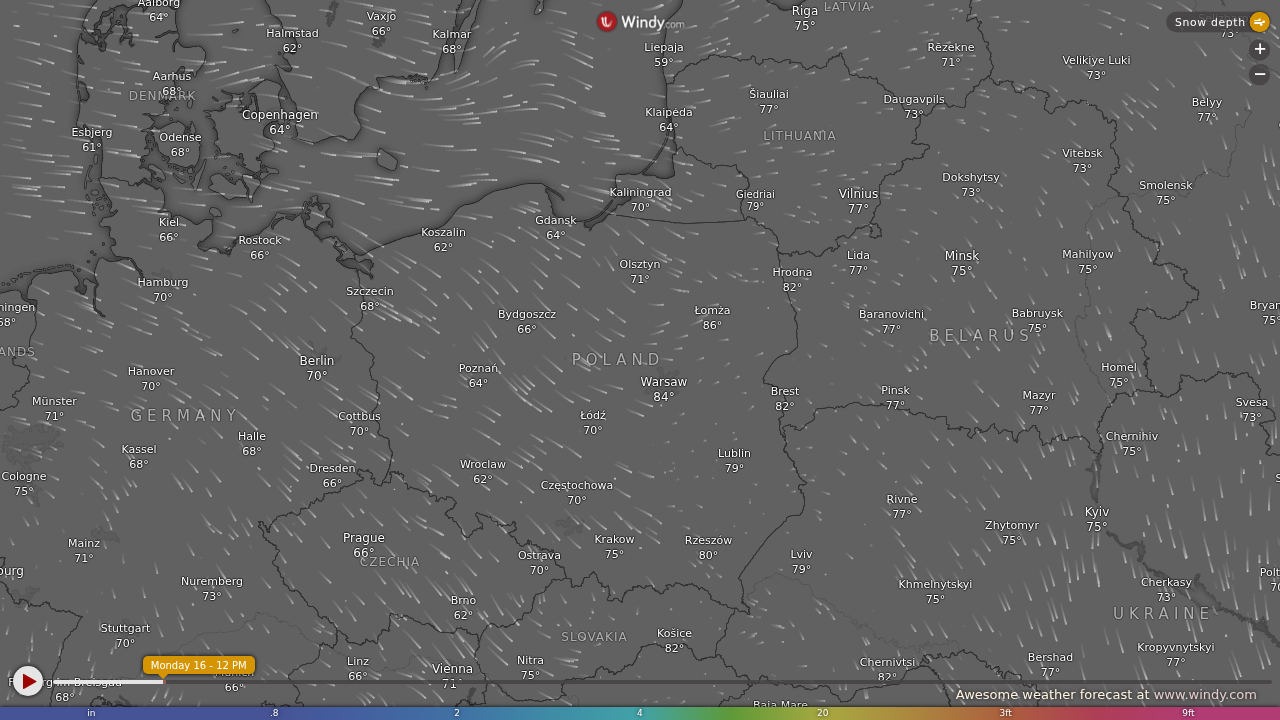 Aalborg
64°
Halmstad
62°
Vaxjo
66°
Kalmar
68°
Windy.com
Liepaja
59°
Riga
75°
LATVIA
Rēzekne
71°
Snow depth
73°
+
−
Velikiye Luki
73°
Aarhus
68°
DENMARK
Copenhagen
64°
Esbjerg
61°
Odense
68°
Klaipėda
64°
Šiauliai
77°
LITHUANIA
Daugavpils
73°
Belyy
77°
Vitebsk
73°
Dokshytsy
73°
Smolensk
75°
Kaliningrad
70°
Giedriai
79°
Vilnius
77°
Kiel
66°
Rostock
66°
Koszalin
62°
Gdansk
64°
Olsztyn
71°
Hrodna
82°
Lida
77°
Minsk
75°
Mahilyow
75°
Hamburg
70°
Szczecin
68°
Bydgoszcz
66°
Łomża
86°
Baranovichi
77°
Babruysk
75°
BELARUS
ningen
68°
ANDS
Hanover
70°
Berlin
70°
Poznań
64°
POLAND
Warsaw
84°
Brest
82°
Pinsk
77°
Mazyr
77°
Homel
75°
Svesa
73°
Münster
71°
GERMANY
Cottbus
70°
Łódź
70°
Kassel
68°
Halle
68°
Dresden
66°
Wroclaw
62°
Częstochowa
70°
Lublin
79°
Chernihiv
75°
Cologne
75°
Rivne
77°
Zhytomyr
75°
Kyiv
75°
Mainz
71°
Prague
66°
CZECHIA
Ostrava
70°
Krakow
75°
Rzeszów
80°
Lviv
79°
Khmelnytskyi
75°
Cherkasy
73°
UKRAINE
Nuremberg
73°
Brno
62°
Stuttgart
70°
SLOVAKIA
Košice
82°
Linz
66°
Vienna
71°
Nitra
75°
Chernivtsi
82°
Bershad
77°
Kropyvnytskyi
77°
Monday 16 - 12 PM
68°
66°
Baia Mare
Awesome weather forecast at www.windy.com
in .8 2 4 20 3ft 9ft